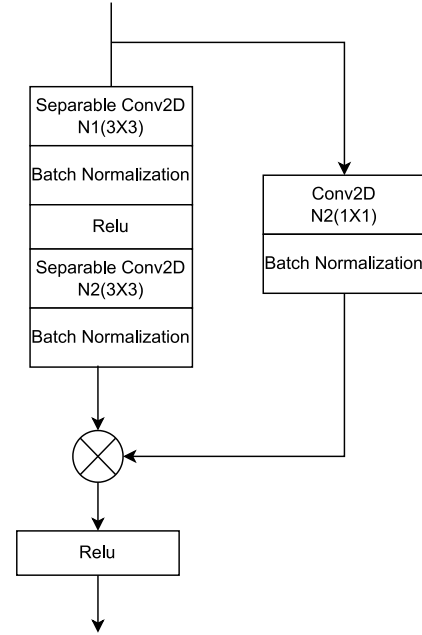 Separable Conv2D
N1(3X3)
Batch Normalization
Relu
Separable Conv2D
N2(3X3)
Batch Normalization
Conv2D
N2(1X1)
Batch Normalization
Relu